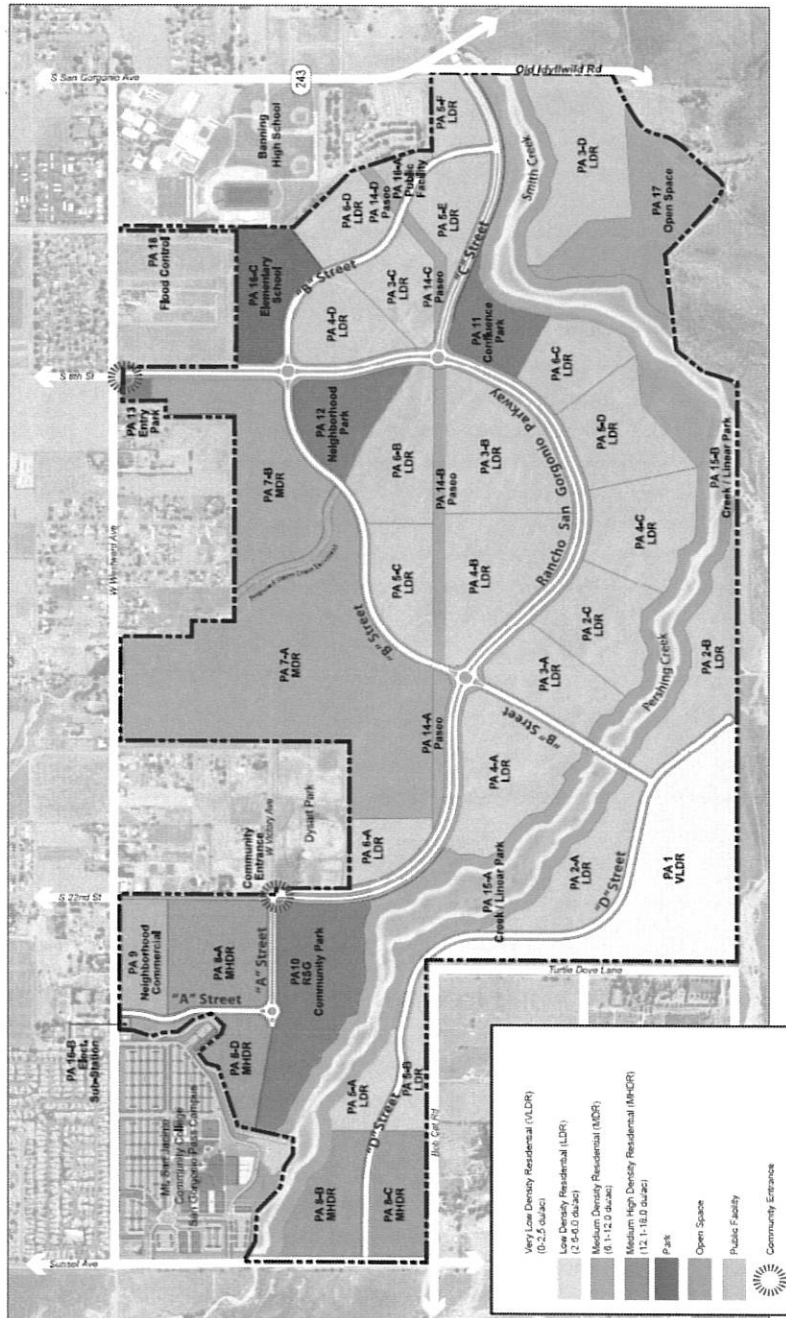 S San Gorgonio Ave
243
Old Idyllwild Rd
Banning
High School
PA 5-F
LDR
PA 18
Flood Control
PA 16-C
Elementary
School
PA 6-D
LDR
PA 14-D
Paseo
PA 16-A
Public
Facility
Smith Creek
PA 3-D
LDR
PA 17
Open Space
PA 5-E
LDR
"B" Street
PA 4-D
LDR
PA 3-C
LDR
PA 14-C
Paseo
"C" Street
PA 11
Confluence
Park
S 8th St
PA 13
Entry
Park
PA 12
Neighborhood
Park
PA 6-C
LDR
PA 7-B
MDR
PA 6-B
LDR
PA 14-B
Paseo
PA 3-B
LDR
Rancho San Gorgonio Parkway
PA 5-D
LDR
PA 15-B
Creek / Linear Park
W Westward Ave
PA 5-C
LDR
PA 4-B
LDR
PA 4-C
LDR
PA 7-A
MDR
"B" Street
PA 2-C
LDR
PA 3-A
LDR
Pershing Creek
PA 2-B
LDR
PA 14-A
Paseo
"B" Street
Dysart Park
W Victory Ave
Community
Entrance
PA 6-A
LDR
PA 4-A
LDR
S 22nd St
PA 15-A
Creek / Linear Park
PA 2-A
LDR
"D" Street
PA 1
VLDR
PA 9
Neighborhood
Commercial
PA 8-A
MHDR
"A" Street
"A" Street
PA10
RSG
Community Park
Turtle Dove Lane
PA 16-B
Elect.
Sub-Station
PA 8-D
MHDR
Mt. San Jacinto
Community College
San Gorgonio Pass Campus
PA 5-A
LDR
PA 5-B
LDR
"D" Street
Bob Cat Rd
PA 8-B
MHDR
PA 8-C
MHDR
Sunset Ave
Very Low Density Residential (VLDR)
(0-2.5 du/ac)
Low Density Residential (LDR)
(2.6-6.0 du/ac)
Medium Density Residential (MDR)
(6.1-12.0 du/ac)
Medium High Density Residential (MHDR)
(12.1-18.0 du/ac)
Park
Open Space
Public Facility
Community Entrance